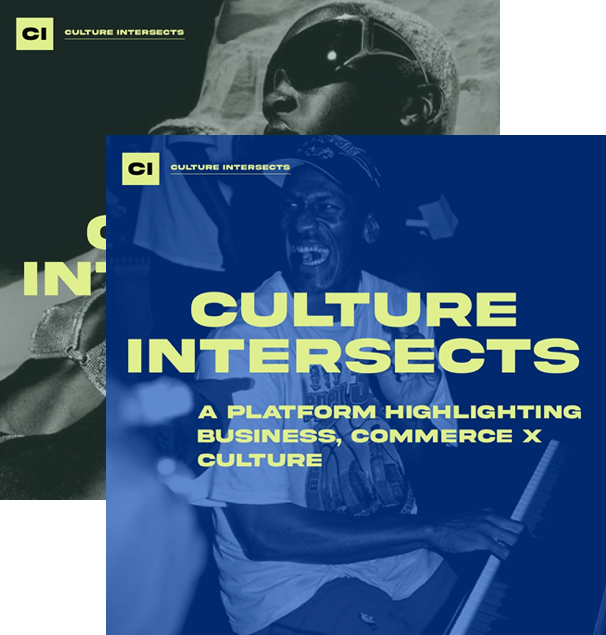 CI
CULTURE INTERSECTS
CI
CULTURE INTERSECTS
CULTURE
INTERSECTS
A PLATFORM HIGHLIGHTING
BUSINESS, COMMERCE X
CULTURE